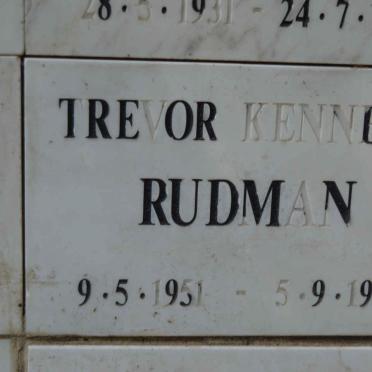 28·5·1931 - 24·7·
TREVOR KENNE
RUDMAN
9·5·1951 - 5·9·19